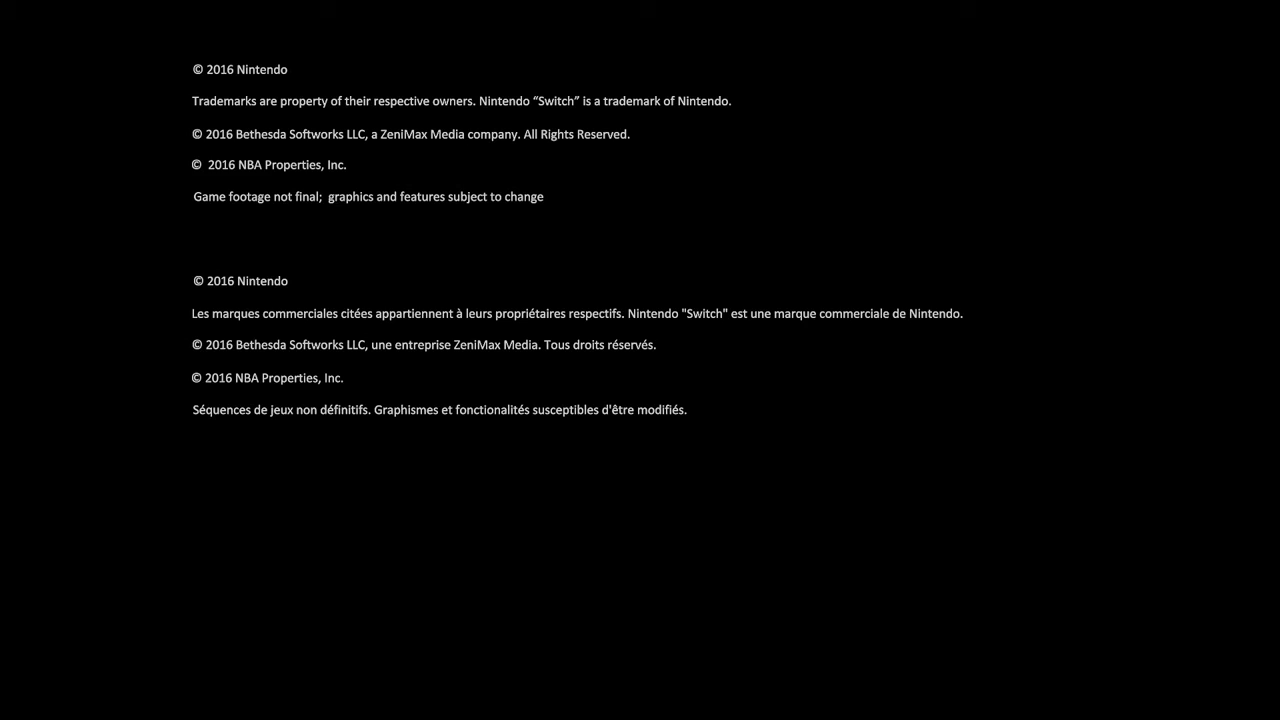 © 2016 Nintendo
Trademarks are property of their respective owners. Nintendo “Switch” is a trademark of Nintendo.
© 2016 Bethesda Softworks LLC, a ZeniMax Media company. All Rights Reserved.
© 2016 NBA Properties, Inc.
Game footage not final; graphics and features subject to change
© 2016 Nintendo
Les marques commerciales citées appartiennent à leurs propriétaires respectifs. Nintendo "Switch" est une marque commerciale de Nintendo.
© 2016 Bethesda Softworks LLC, une entreprise ZeniMax Media. Tous droits réservés.
© 2016 NBA Properties, Inc.
Séquences de jeux non définitifs. Graphismes et fonctionalités susceptibles d'être modifiés.